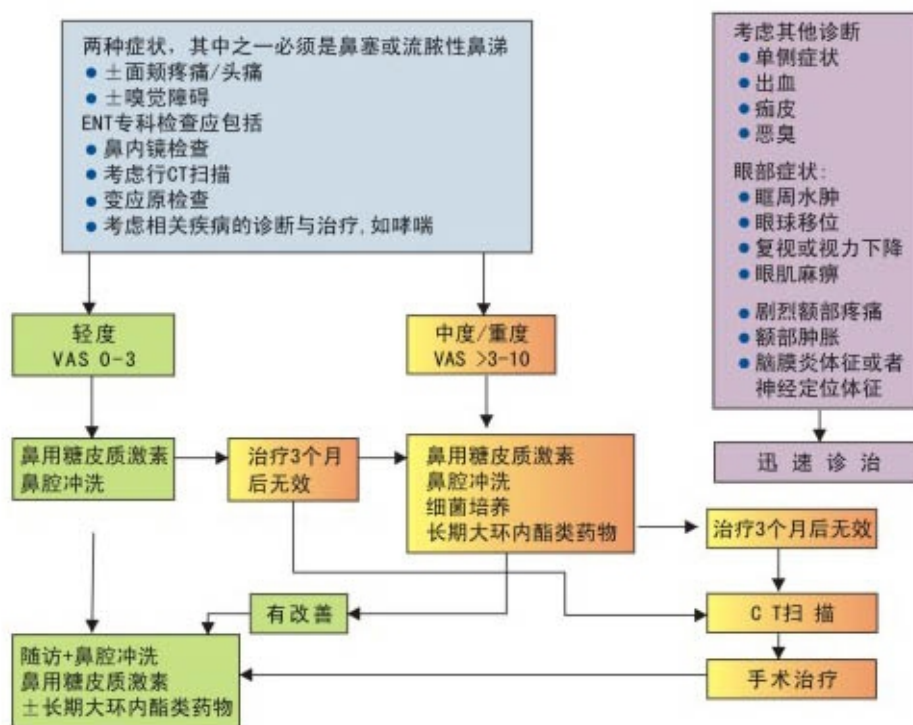 两种症状，其中之一必须是鼻塞或流脓性鼻涕
●±面颊疼痛/头痛
●±嗅觉障碍
ENT专科检查应包括
●鼻内镜检查
●考虑行CT扫描
●变应原检查
●考虑相关疾病的诊断与治疗,如哮喘
考虑其他诊断
●单侧症状
●出血
●痂皮
●恶臭
眼部症状:
●眶周水肿
●眼球移位
●复视或视力下降
●眼肌麻痹
●剧烈额部疼痛
●额部肿胀
●脑膜炎体征或者
神经定位体征
迅速诊治
轻度
VAS 0-3
中度/重度
VAS >3-10
鼻用糖皮质激素
鼻腔冲洗
治疗3个月
后无效
鼻用糖皮质激素
鼻腔冲洗
细菌培养
长期大环内酯类药物
治疗3个月后无效
有改善
CT扫描
随访+鼻腔冲洗
鼻用糖皮质激素
±长期大环内酯类药物
手术治疗